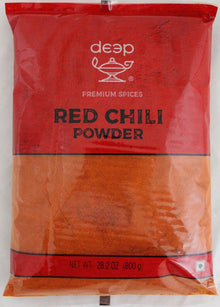 deep
PREMIUM SPICES
RED CHILI
POWDER
NET WT. 28.2 OZ (800 g)